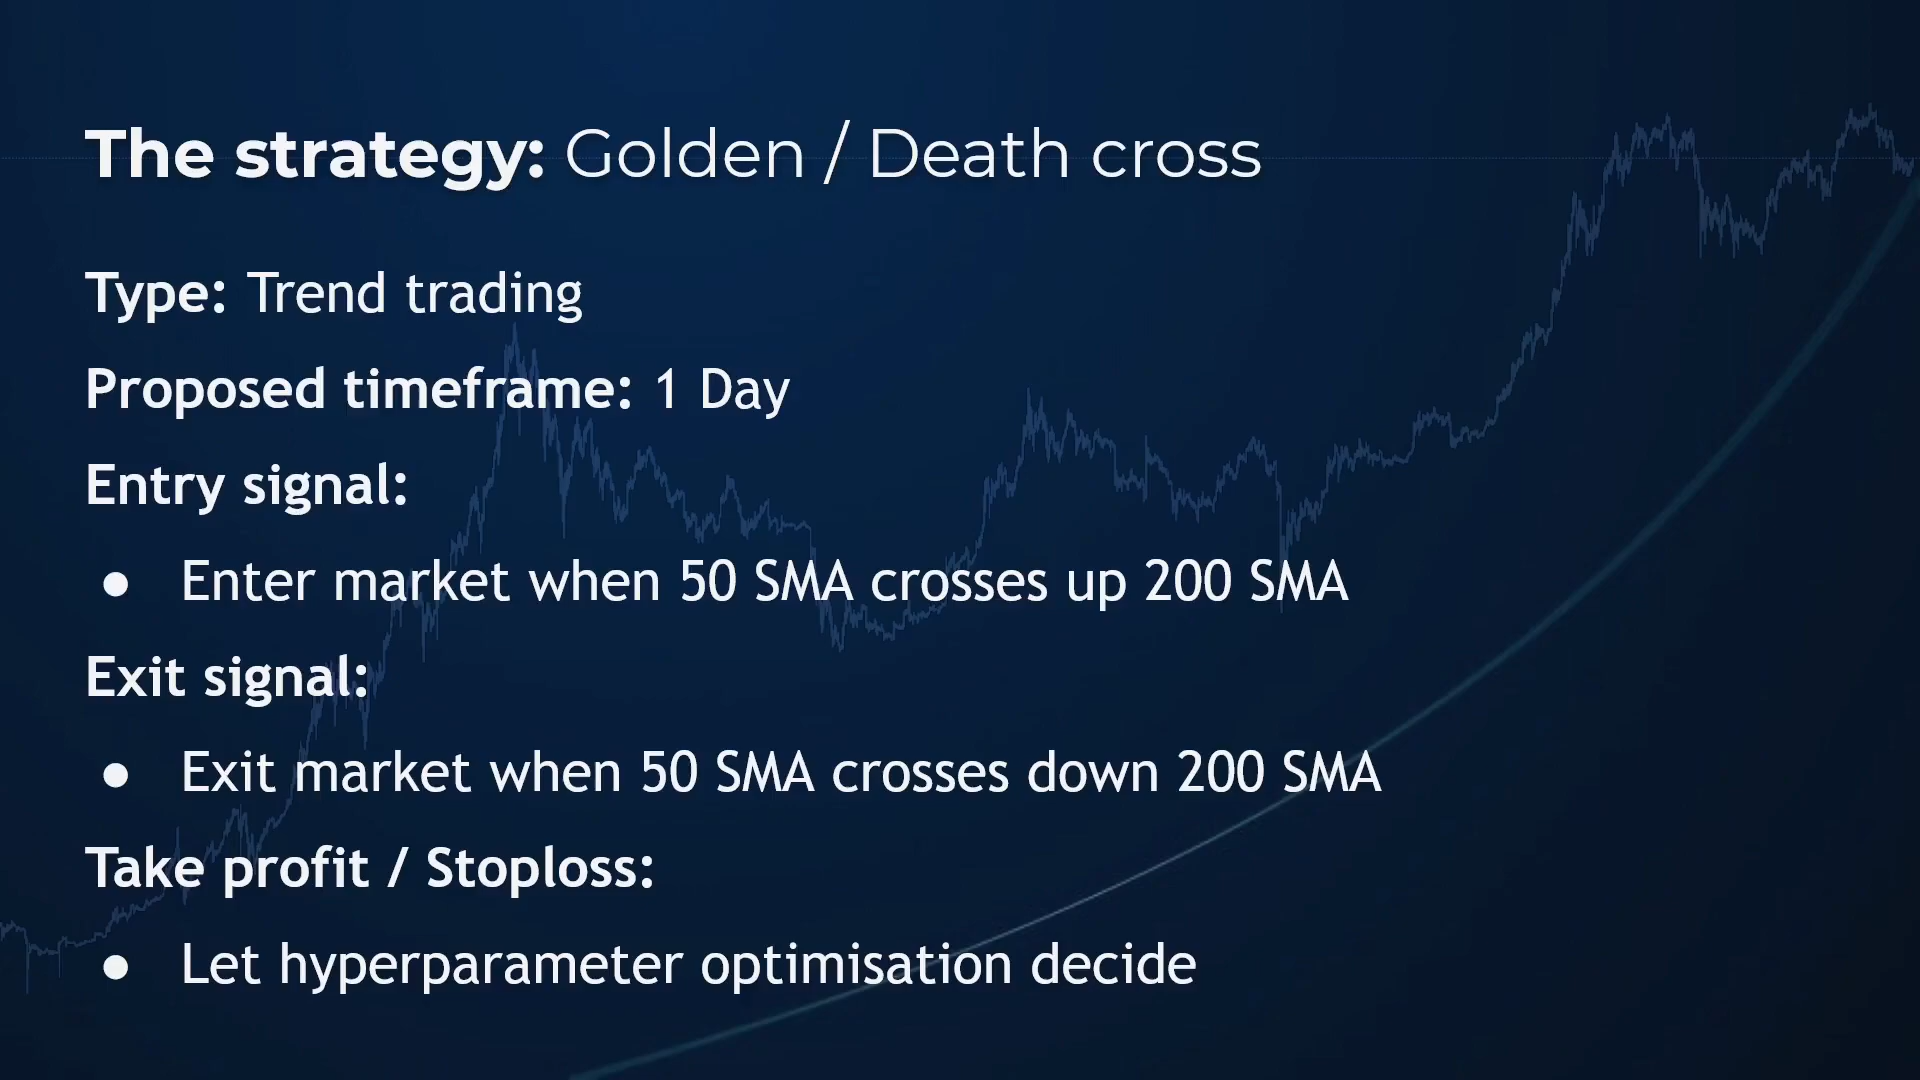 The strategy: Golden / Death cross
Type: Trend trading
Proposed timeframe: 1 Day
Entry signal:
● Enter market when 50 SMA crosses up 200 SMA
Exit signal:
● Exit market when 50 SMA crosses down 200 SMA
Take profit / Stoploss:
● Let hyperparameter optimisation decide